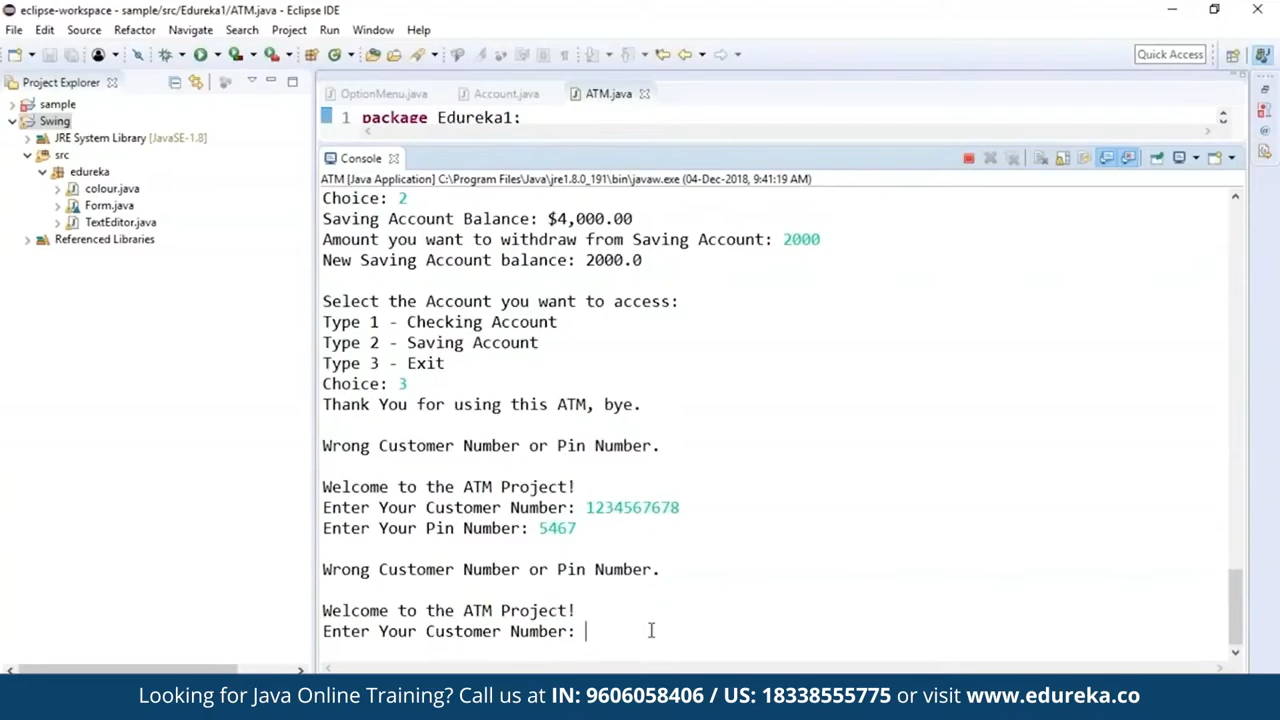 eclipse-workspace - sample/src/Edureka1/ATM.java - Eclipse IDE
File Edit Source Refactor Navigate Search Project Run Window Help
Quick Access
Project Explorer
sample
Swing
JRE System Library [JavaSE-1.8]
src
edureka
colour.java
Form.java
TextEditor.java
Referenced Libraries
OptionMenu.java Account.java ATM.java
1 package Edureka1;
Console
ATM [Java Application] C:\Program Files\Java\jre1.8.0_191\bin\javaw.exe (04-Dec-2018, 9:41:19 AM)
Choice: 2
Saving Account Balance: $4,000.00
Amount you want to withdraw from Saving Account: 2000
New Saving Account balance: 2000.0
Select the Account you want to access:
Type 1 - Checking Account
Type 2 - Saving Account
Type 3 - Exit
Choice: 3
Thank You for using this ATM, bye.
Wrong Customer Number or Pin Number.
Welcome to the ATM Project!
Enter Your Customer Number: 1234567678
Enter Your Pin Number: 5467
Wrong Customer Number or Pin Number.
Welcome to the ATM Project!
Enter Your Customer Number:
Looking for Java Online Training? Call us at IN: 9606058406 / US: 18338555775 or visit www.edureka.co